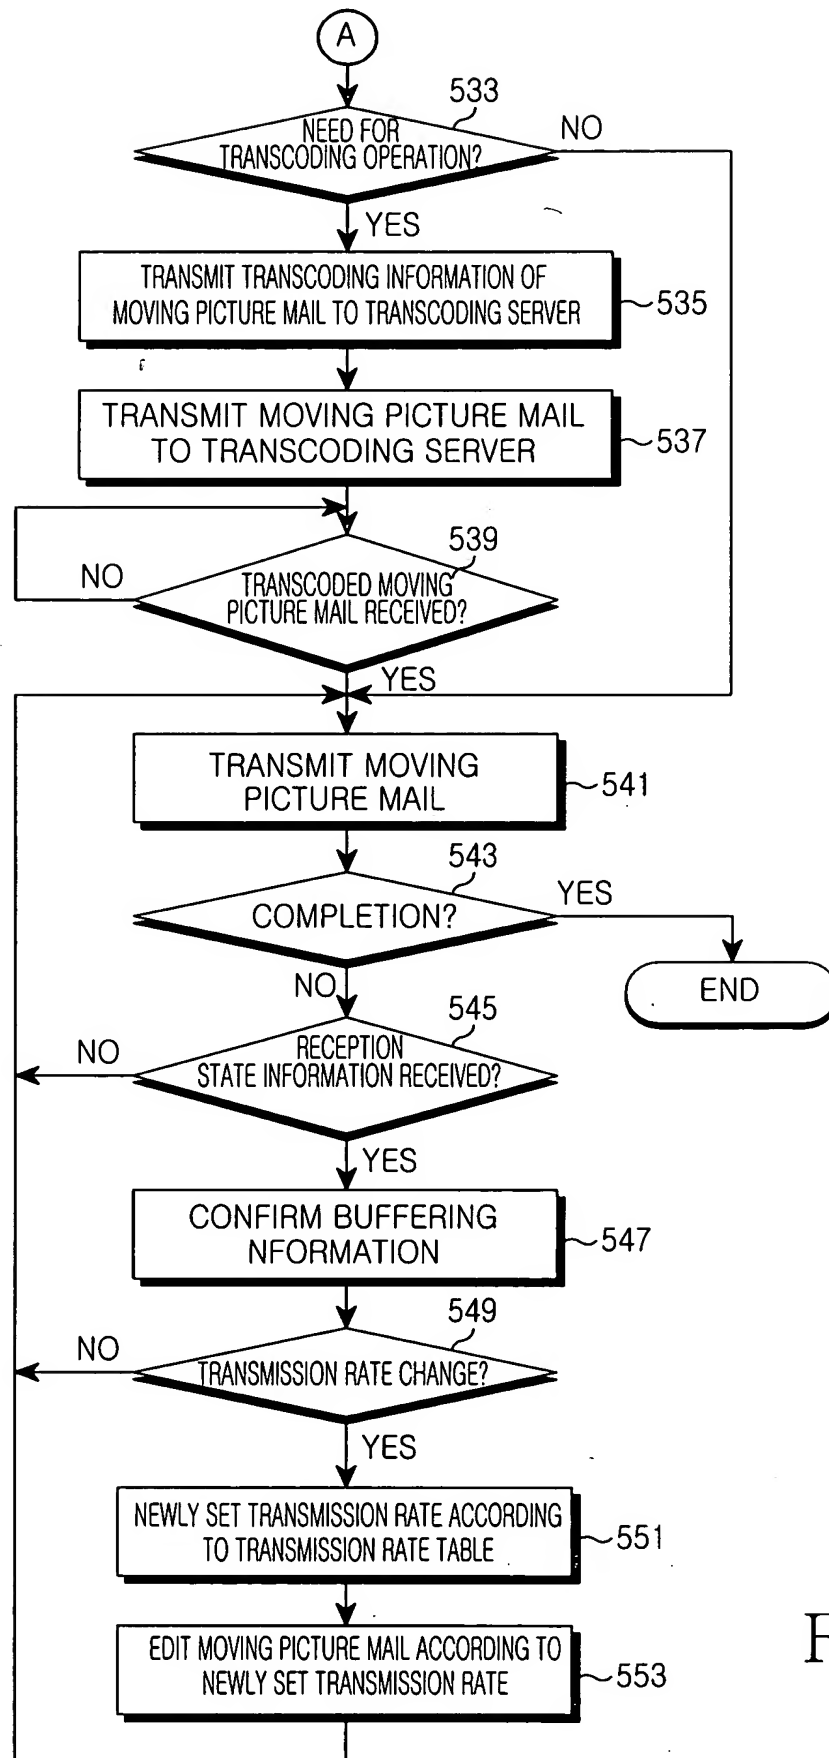 A
533
NEED FOR
TRANSCODING OPERATION?
NO
YES
TRANSMIT TRANSCODING INFORMATION OF
MOVING PICTURE MAIL TO TRANSCODING SERVER
535
TRANSMIT MOVING PICTURE MAIL
TO TRANSCODING SERVER
537
539
NO
TRANSCODED MOVING
PICTURE MAIL RECEIVED?
YES
TRANSMIT MOVING
PICTURE MAIL
541
543
COMPLETION?
YES
NO
END
545
NO
RECEPTION
STATE INFORMATION RECEIVED?
YES
CONFIRM BUFFERING
NFORMATION
547
549
NO
TRANSMISSION RATE CHANGE?
YES
NEWLY SET TRANSMISSION RATE ACCORDING
TO TRANSMISSION RATE TABLE
551
EDIT MOVING PICTURE MAIL ACCORDING TO
NEWLY SET TRANSMISSION RATE
553
F